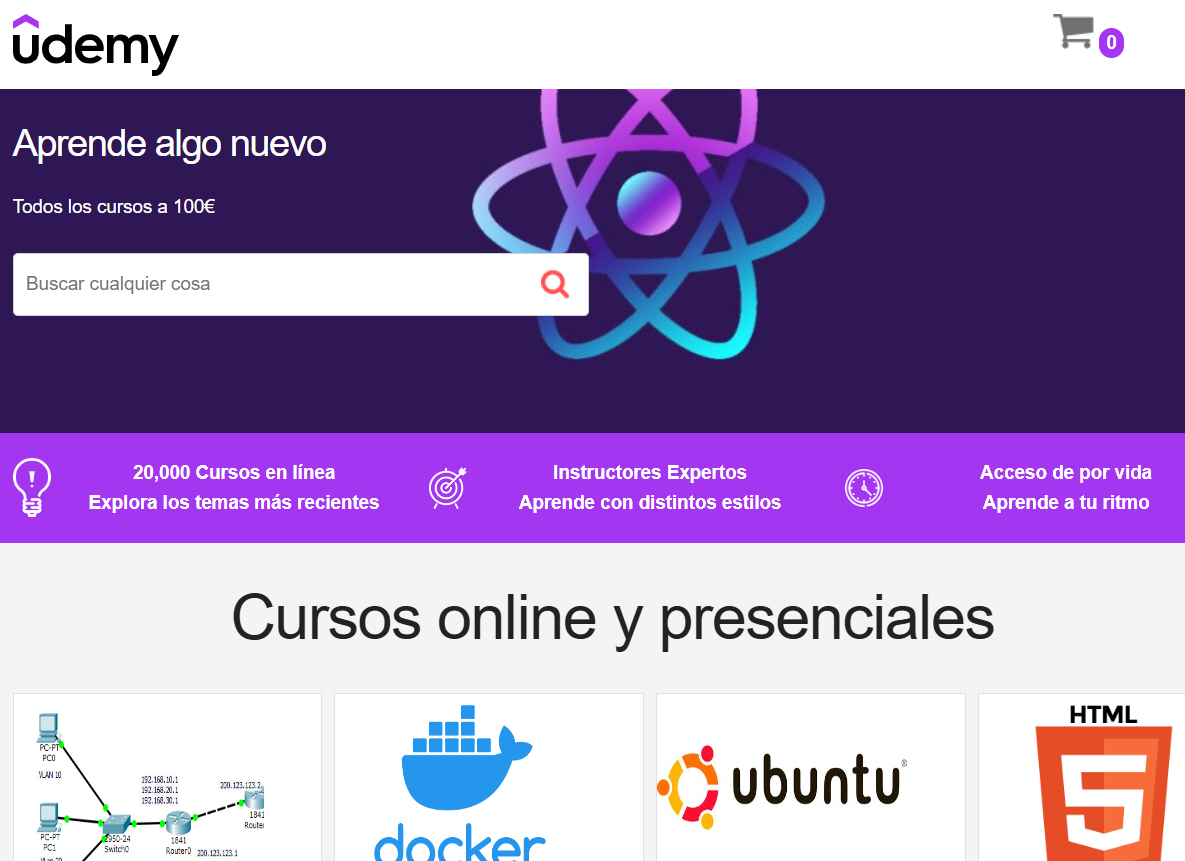 udemy
0
Aprende algo nuevo
Todos los cursos a 100€
Buscar cualquier cosa
20,000 Cursos en línea
Explora los temas más recientes
Instructores Expertos
Aprende con distintos estilos
Acceso de por vida
Aprende a tu ritmo
Cursos online y presenciales
PC-PT
PC0
VLAN 10
192.168.10.1
192.168.20.1
192.168.30.1
200.123.123.2
1841
Router
PC-PT
PC1
2950-24
Switch0
1841
Router0
200.123.123.1
Vlan 20
docker
ubuntu®
HTML
5